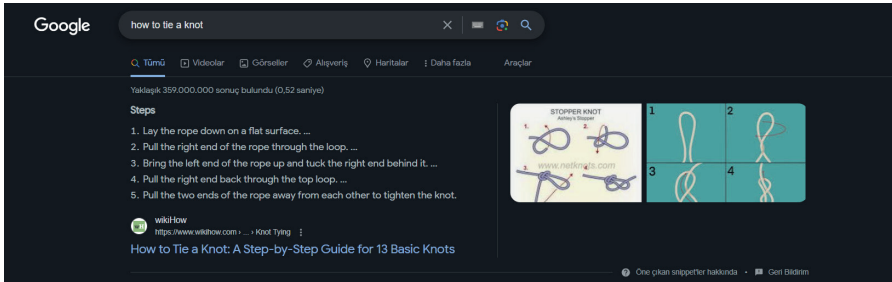 Google
how to tie a knot
Tümü Videolar Görseller Alışveriş Haritalar Daha fazla Araçlar
Yaklaşık 359.000.000 sonuç bulundu (0,52 saniye)
Steps
1. Lay the rope down on a flat surface. ...
2. Pull the right end of the rope through the loop. ...
3. Bring the left end of the rope up and tuck the right end behind it. ...
4. Pull the right end back through the top loop. ...
5. Pull the two ends of the rope away from each other to tighten the knot.
STOPPER KNOT
Ashley's Stopper
1. 2.
www.netknots.com
3. 4.
1 2
3 4
wikiHow
https://www.wikihow.com › ... › Knot Tying
How to Tie a Knot: A Step-by-Step Guide for 13 Basic Knots
Öne çıkan snippet'ler hakkında • Geri Bildirim